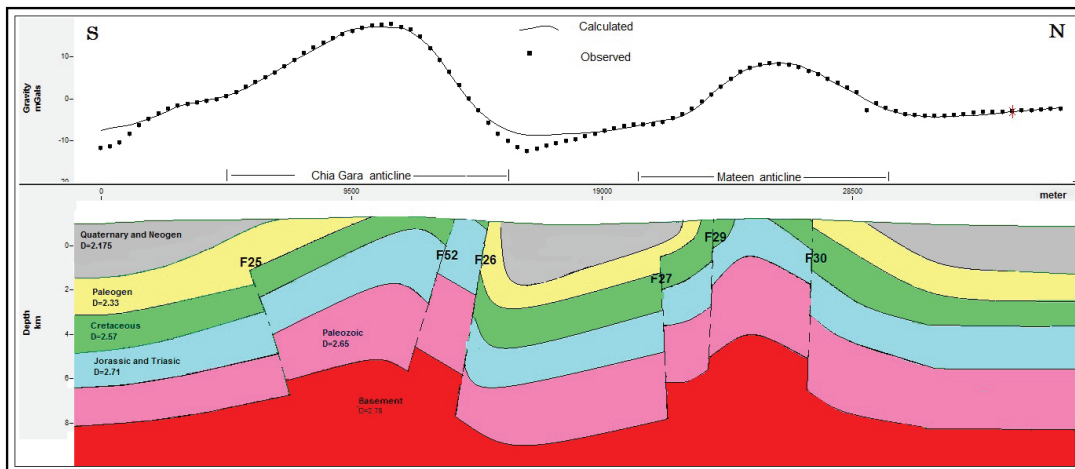 S
Calculated
Observed
N
Gravity
mGals
10
0
-10
20
Chia Gara anticline
Mateen anticline
0
9500
19000
28500
meter
Quaternary and Neogen
D=2.175
F25
F52
F26
F27
F29
F30
Depth
km
0
2
4
6
8
Paleogen
D=2.33
Cretaceous
D=2.57
Jorassic and Triasic
D=2.71
Paleozoic
D=2.65
Basement